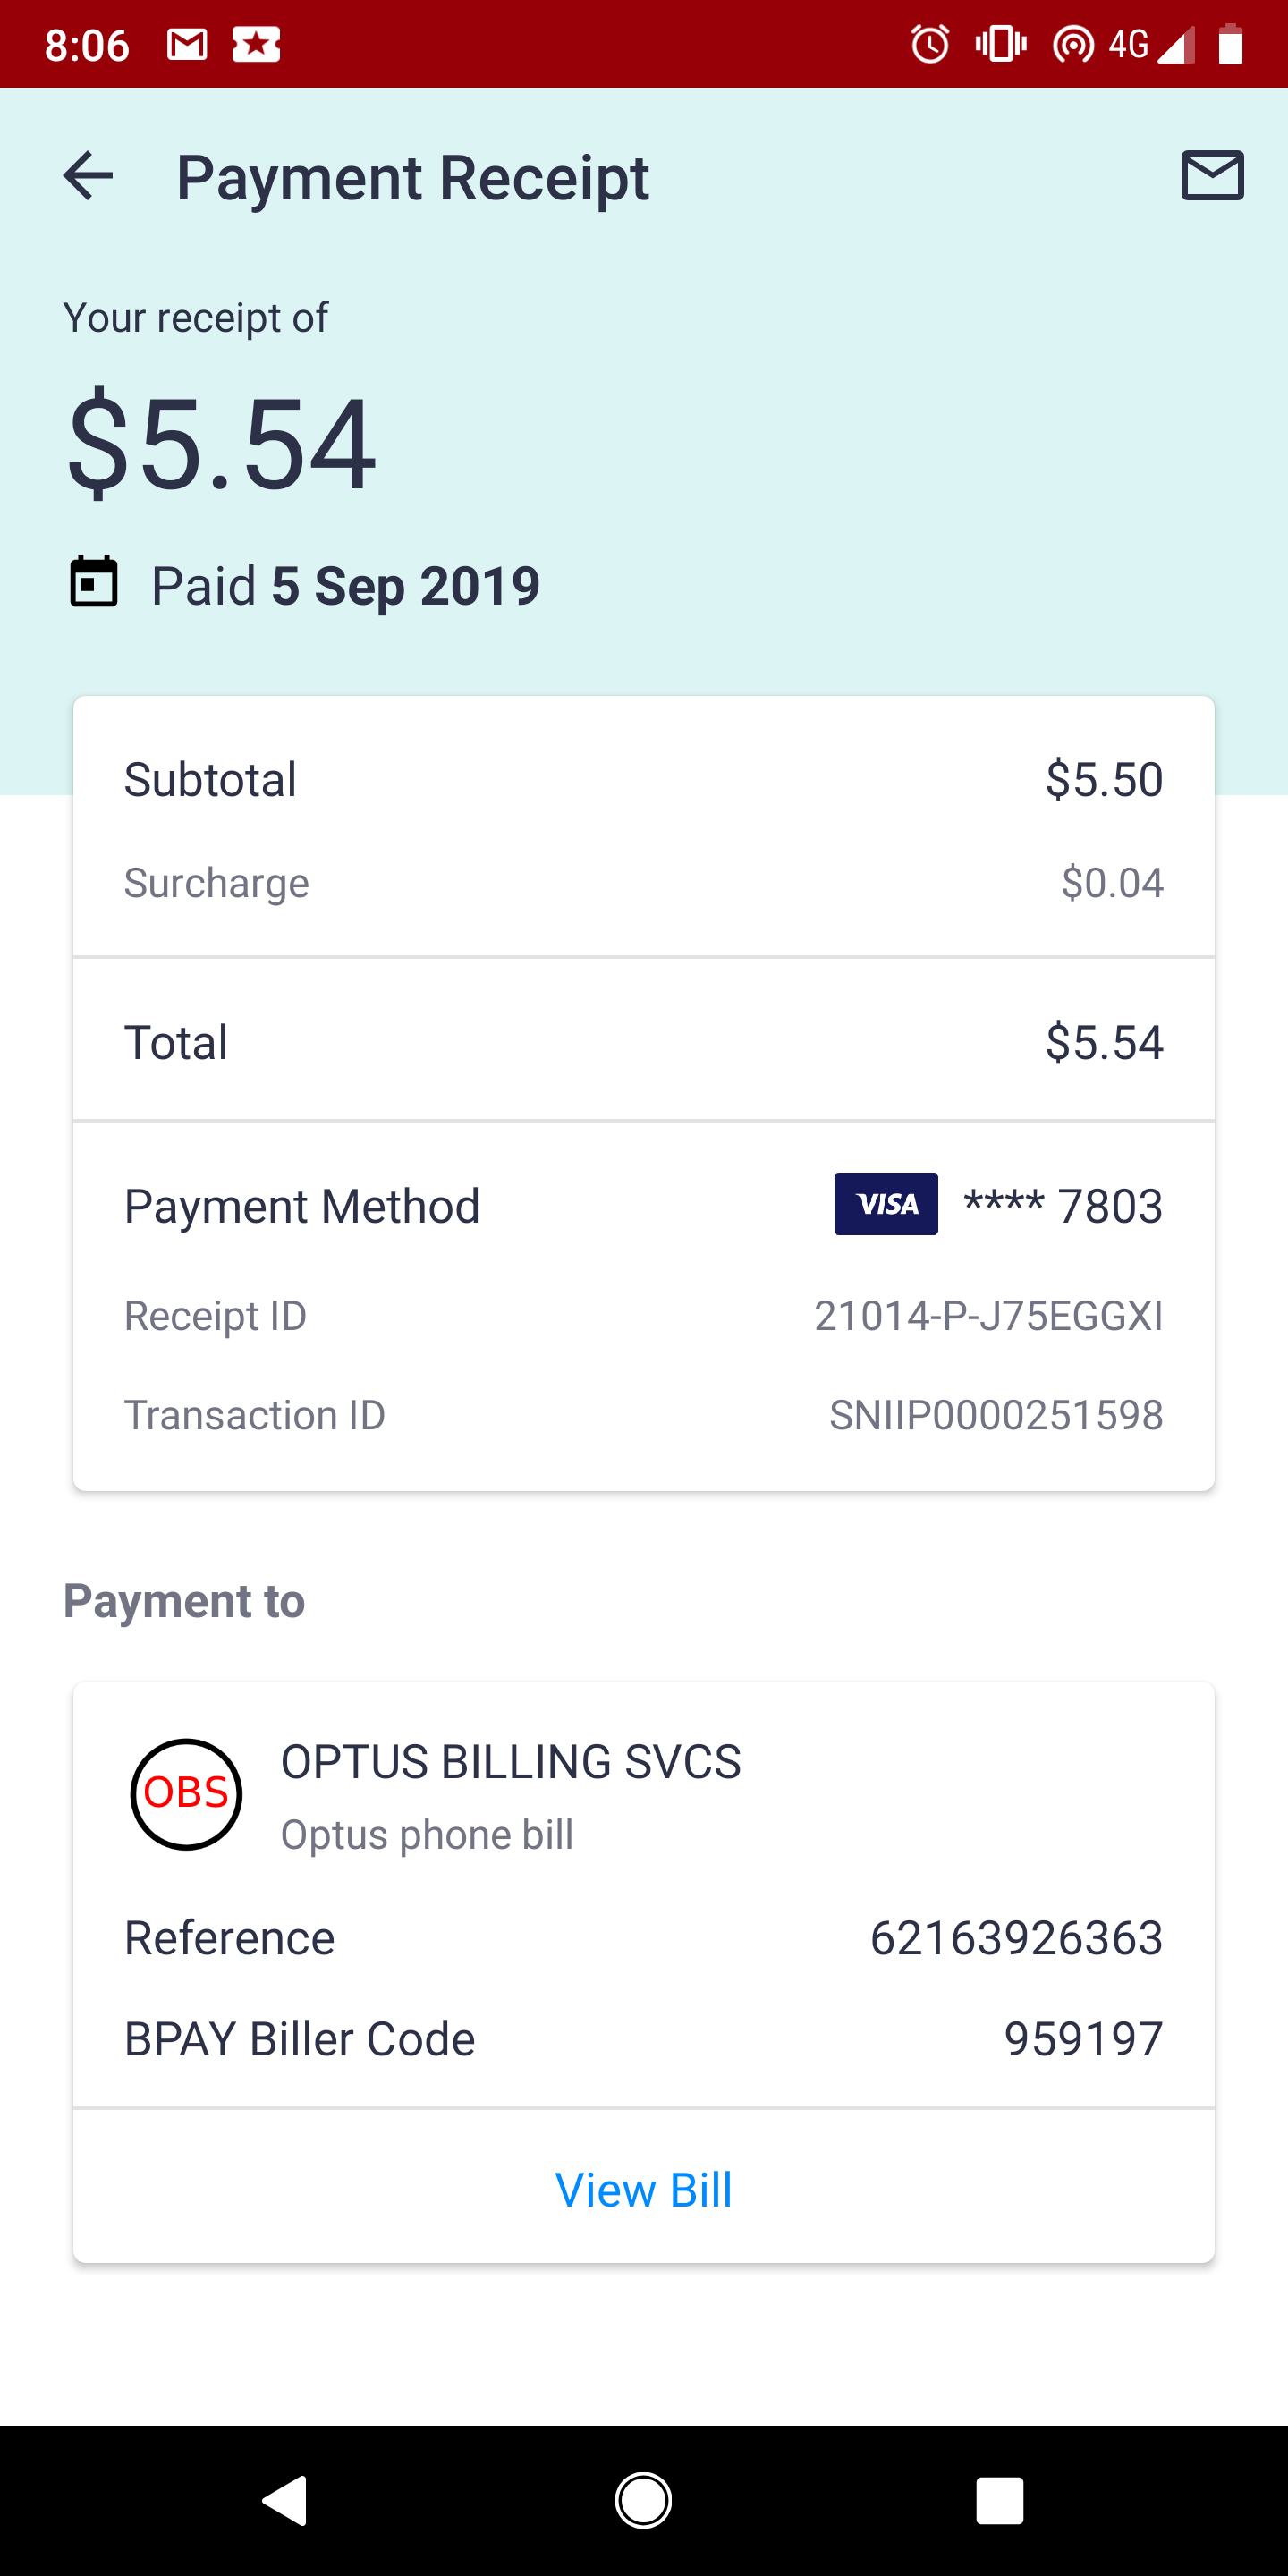 8:06 4G
Payment Receipt
Your receipt of
$5.54
Paid 5 Sep 2019
Subtotal $5.50
Surcharge $0.04
Total $5.54
Payment Method VISA **** 7803
Receipt ID 21014-P-J75EGGXI
Transaction ID SNIIP0000251598
Payment to
OBS OPTUS BILLING SVCS
Optus phone bill
Reference 62163926363
BPAY Biller Code 959197
View Bill